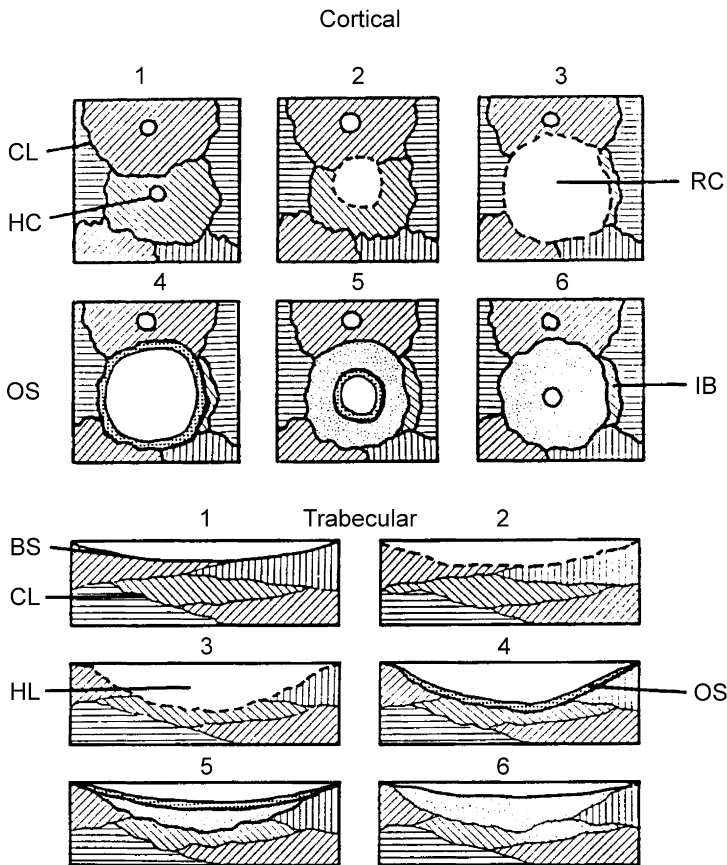 Cortical
1 2 3
CL
HC
RC
4 5 6
OS
IB
1 Trabecular 2
BS
CL
3 4
HL
OS
5 6